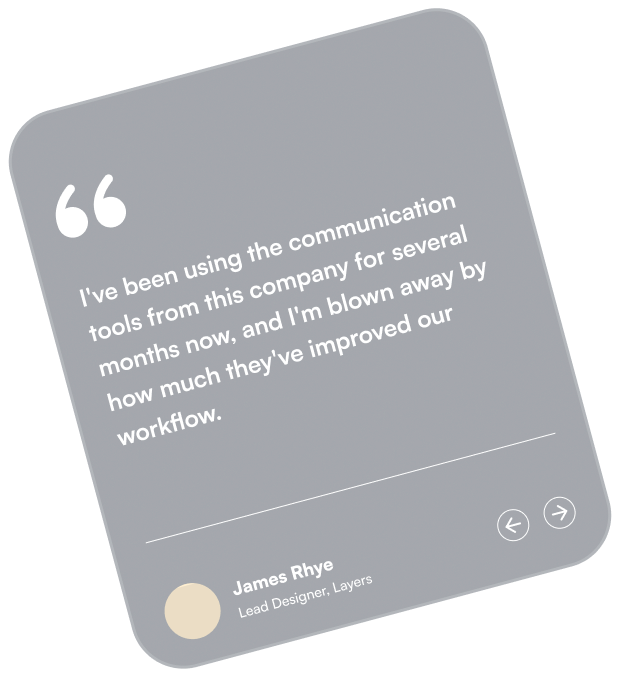 “
I've been using the communication
tools from this company for several
months now, and I'm blown away by
how much they've improved our
workflow.
James Rhye
Lead Designer, Layers